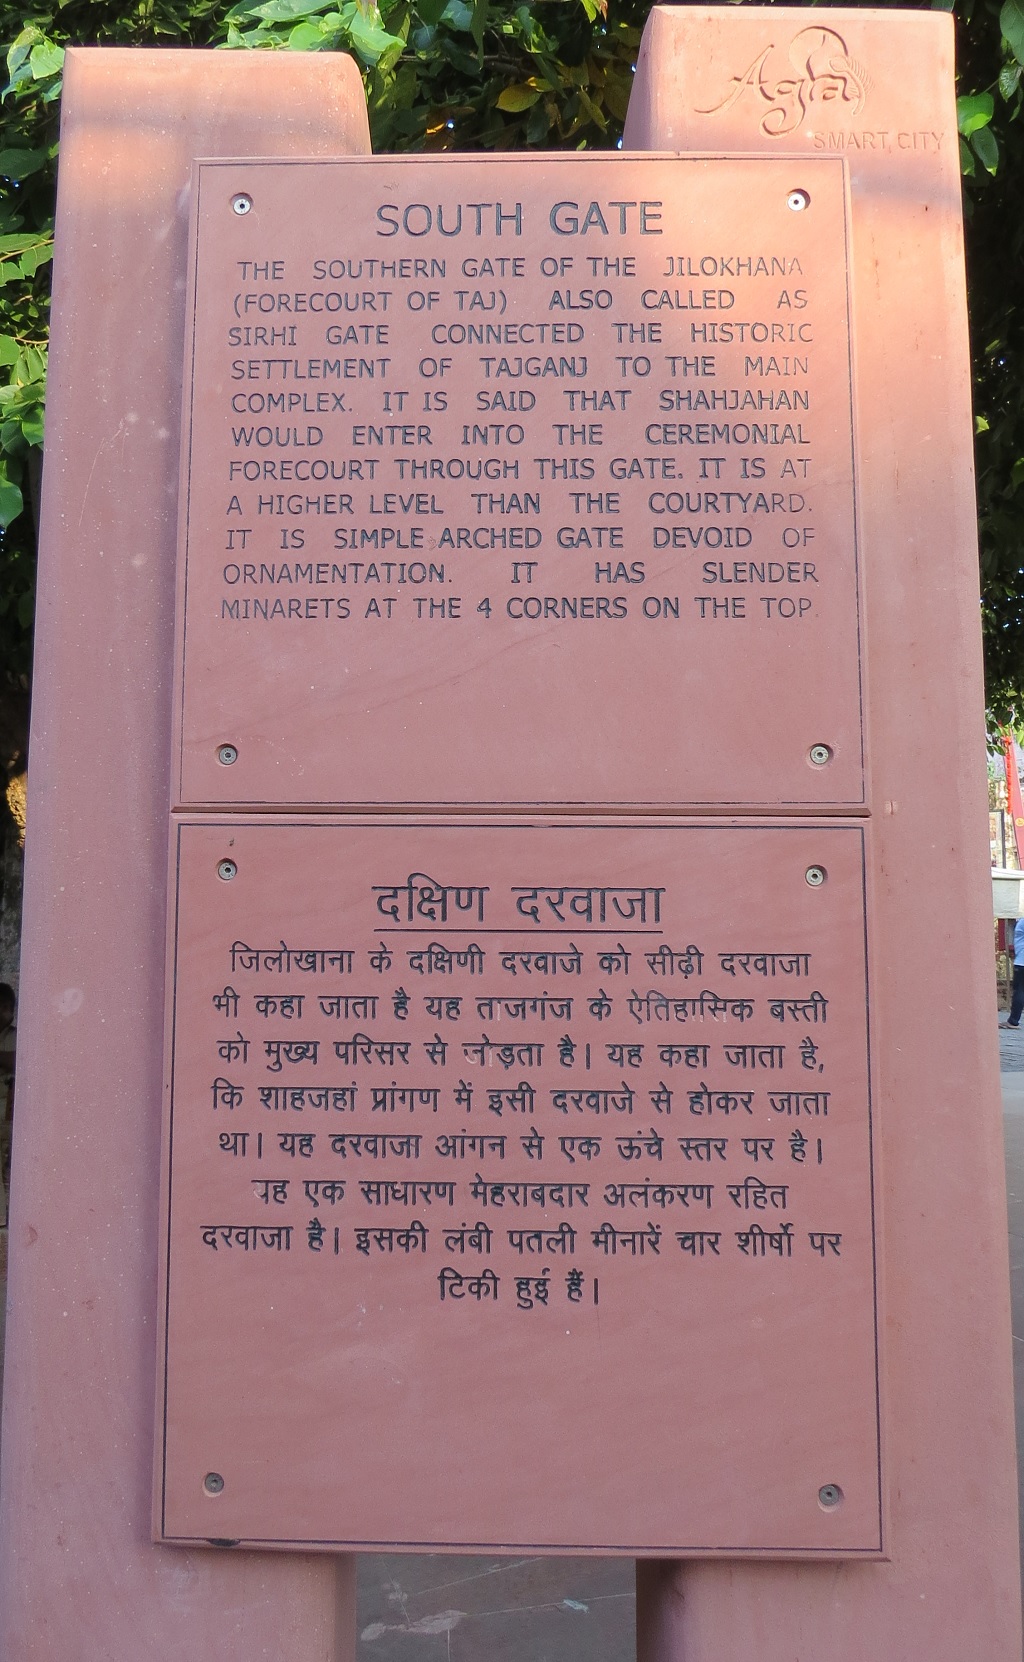 Agra
SMART CITY
SOUTH GATE
THE SOUTHERN GATE OF THE JILOKHANA
(FORECOURT OF TAJ) ALSO CALLED AS
SIRHI GATE CONNECTED THE HISTORIC
SETTLEMENT OF TAJGANJ TO THE MAIN
COMPLEX. IT IS SAID THAT SHAHJAHAN
WOULD ENTER INTO THE CEREMONIAL
FORECOURT THROUGH THIS GATE. IT IS AT
A HIGHER LEVEL THAN THE COURTYARD.
IT IS SIMPLE ARCHED GATE DEVOID OF
ORNAMENTATION. IT HAS SLENDER
MINARETS AT THE 4 CORNERS ON THE TOP.
दक्षिण दरवाजा
जिलोखाना के दक्षिणी दरवाजे को सीढ़ी दरवाजा
भी कहा जाता है यह ताजगंज के ऐतिहासिक बस्ती
को मुख्य परिसर से जोड़ता है। यह कहा जाता है,
कि शाहजहां प्रांगण में इसी दरवाजे से होकर जाता
था। यह दरवाजा आंगन से एक ऊंचे स्तर पर है।
यह एक साधारण मेहराबदार अलंकरण रहित
दरवाजा है। इसकी लंबी पतली मीनारें चार शीर्षो पर
टिकी हुई हैं।